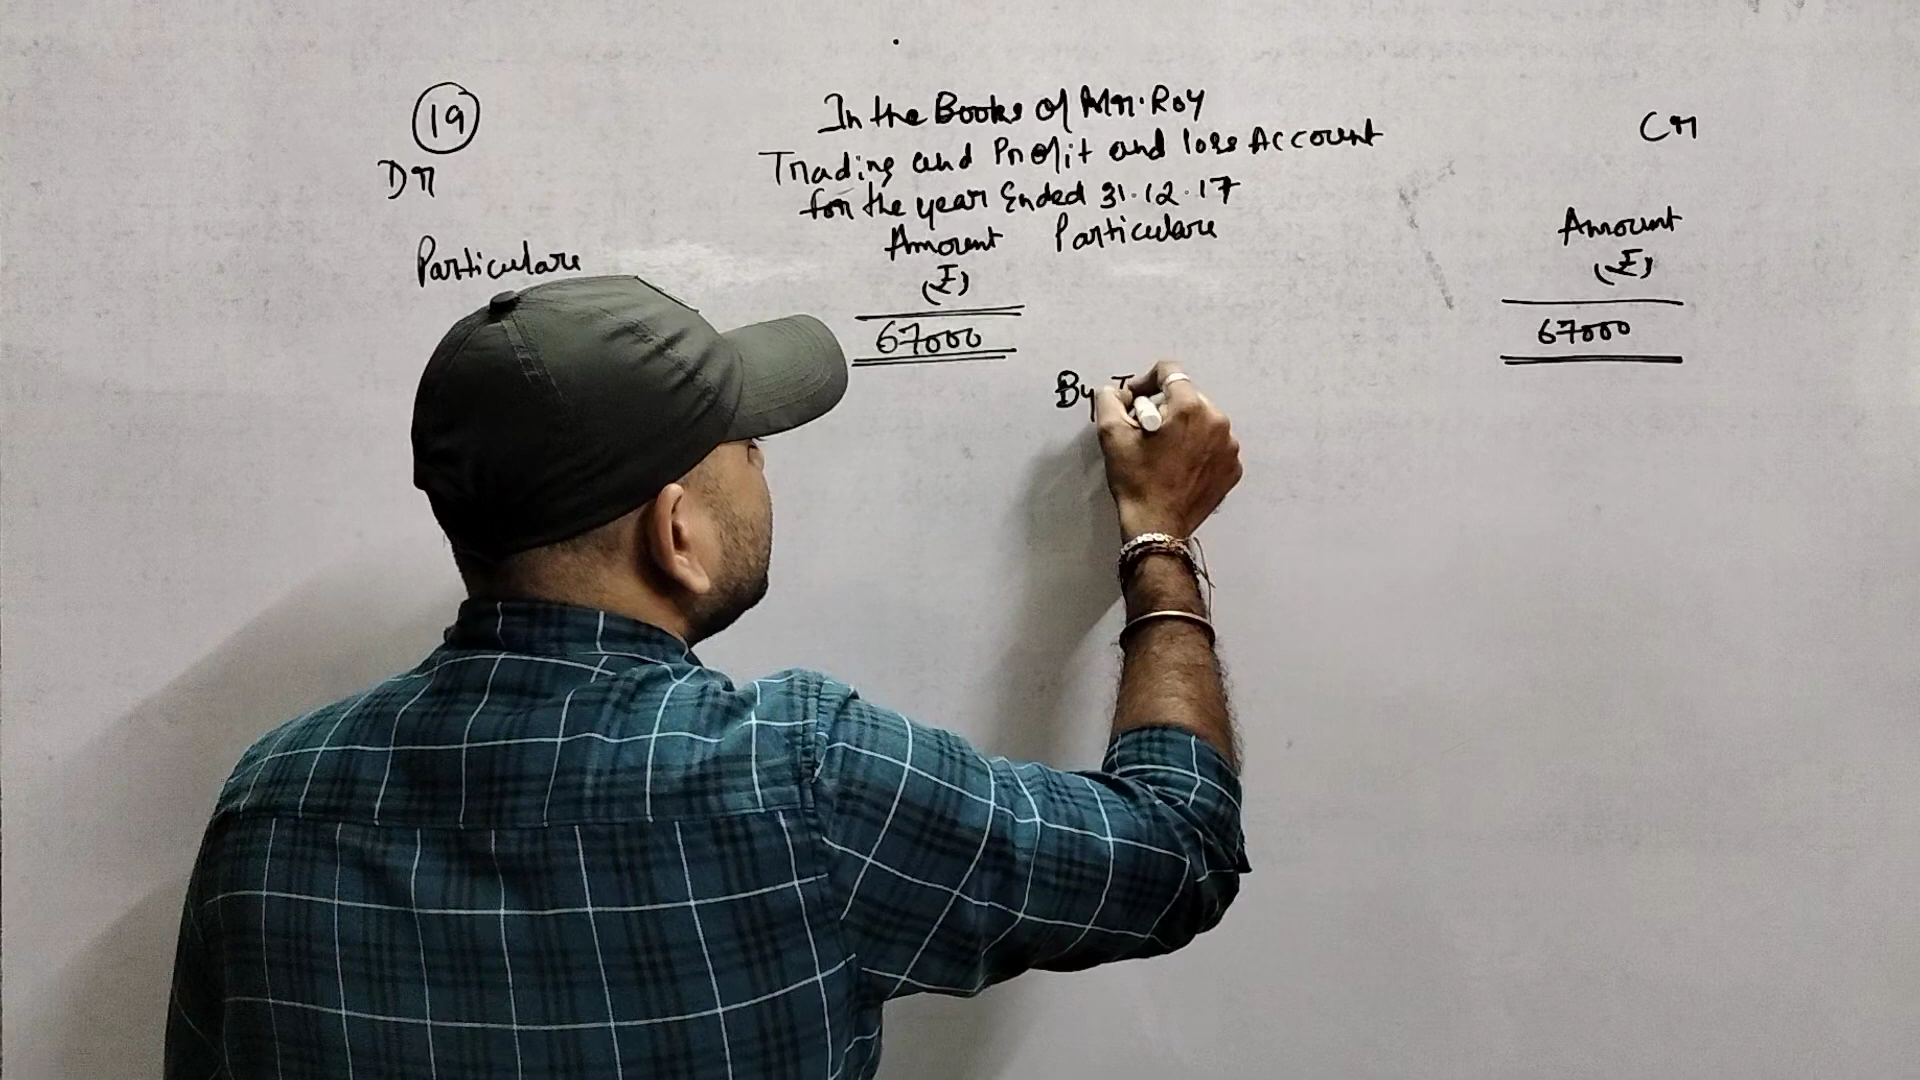 19
In the Books of Mr. Roy
Cr
Dr
Trading and Profit and loss Account
for the year Ended 31.12.17
Particulars Amount Particulars Amount
(₹) (₹)
67000 67000
By